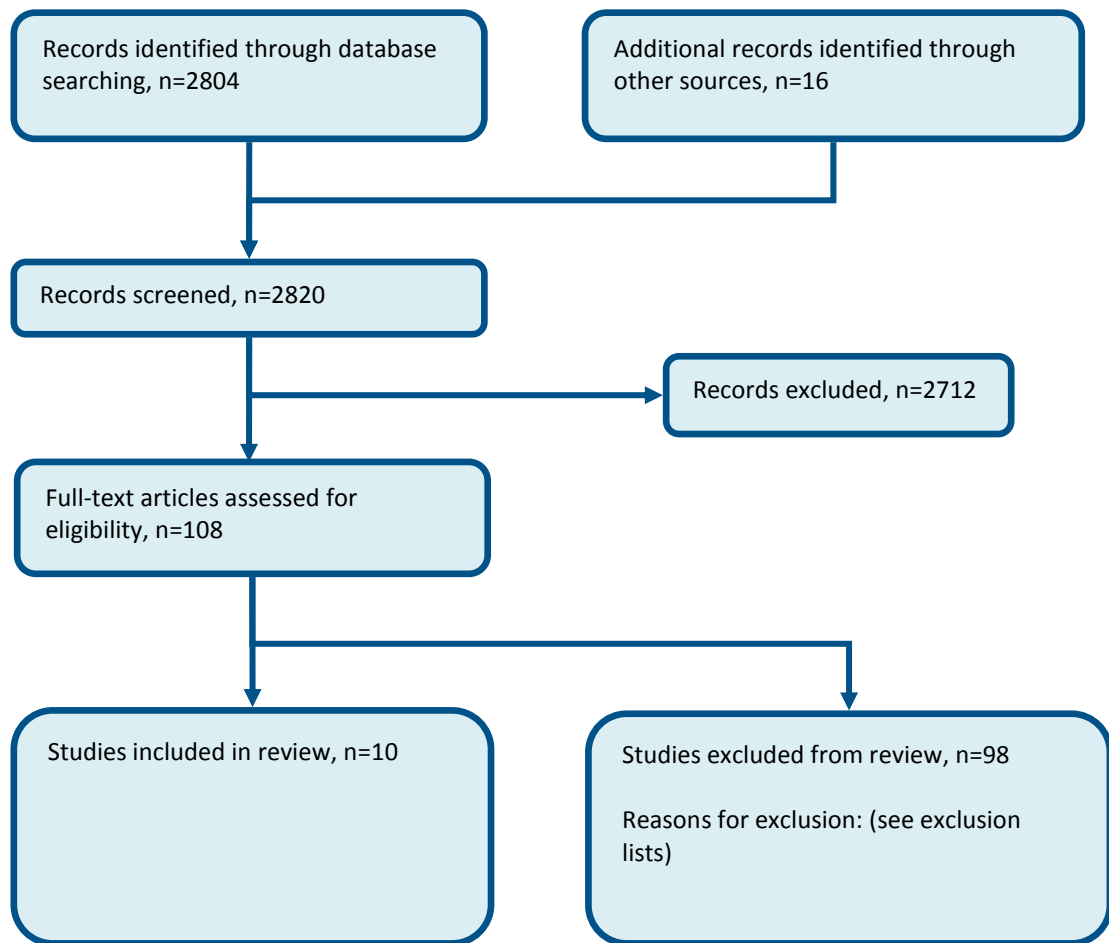 Records identified through database
searching, n=2804
Additional records identified through
other sources, n=16
Records screened, n=2820
Records excluded, n=2712
Full-text articles assessed for
eligibility, n=108
Studies included in review, n=10
Studies excluded from review, n=98
Reasons for exclusion: (see exclusion
lists)